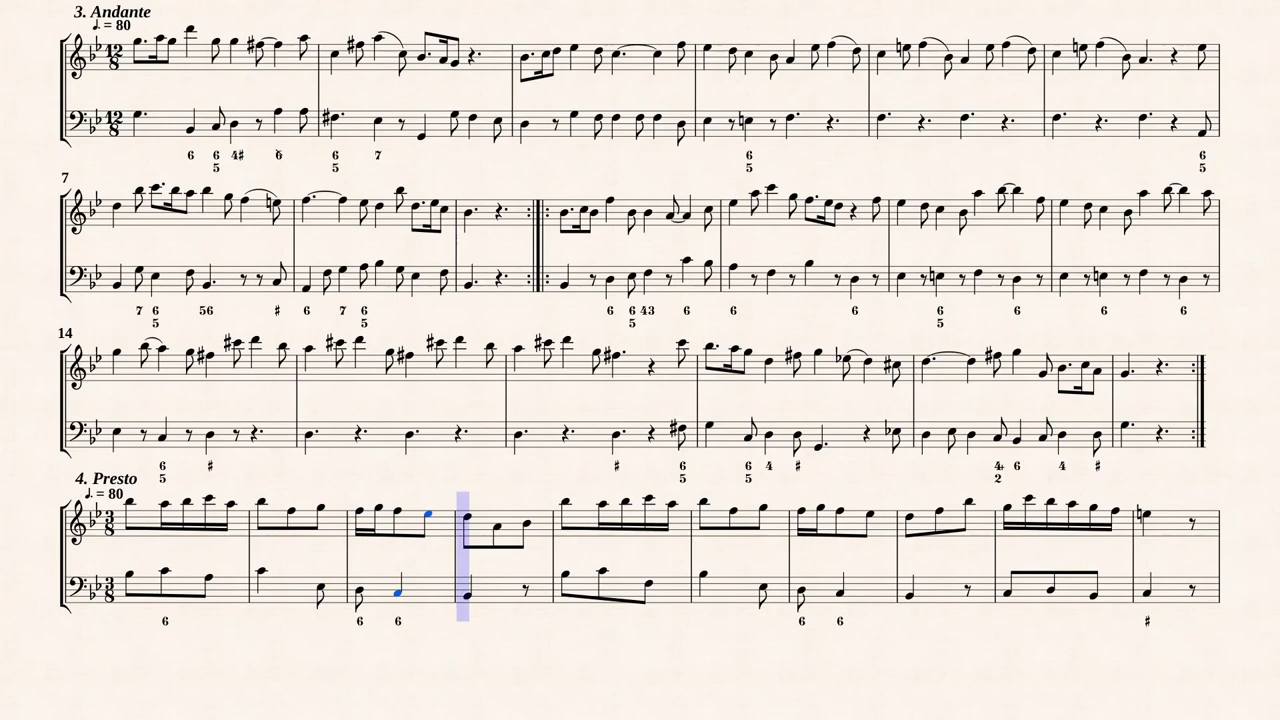 3. Andante
♩. = 80
12 8
12 8
6 6 4♯ 6 6 7 6 6
5 5 5 5
7
7 6 56 ♯ 6 7 6 6 6 43 6 6 6 6 6 6 6
5 5 5 5
14
6 ♯ ♯ 6 6 4 ♯ 4+ 6 4 ♯
5 5 5 2
4. Presto
♩. = 80
3 8
3 8
6 6 6 6 6 ♯